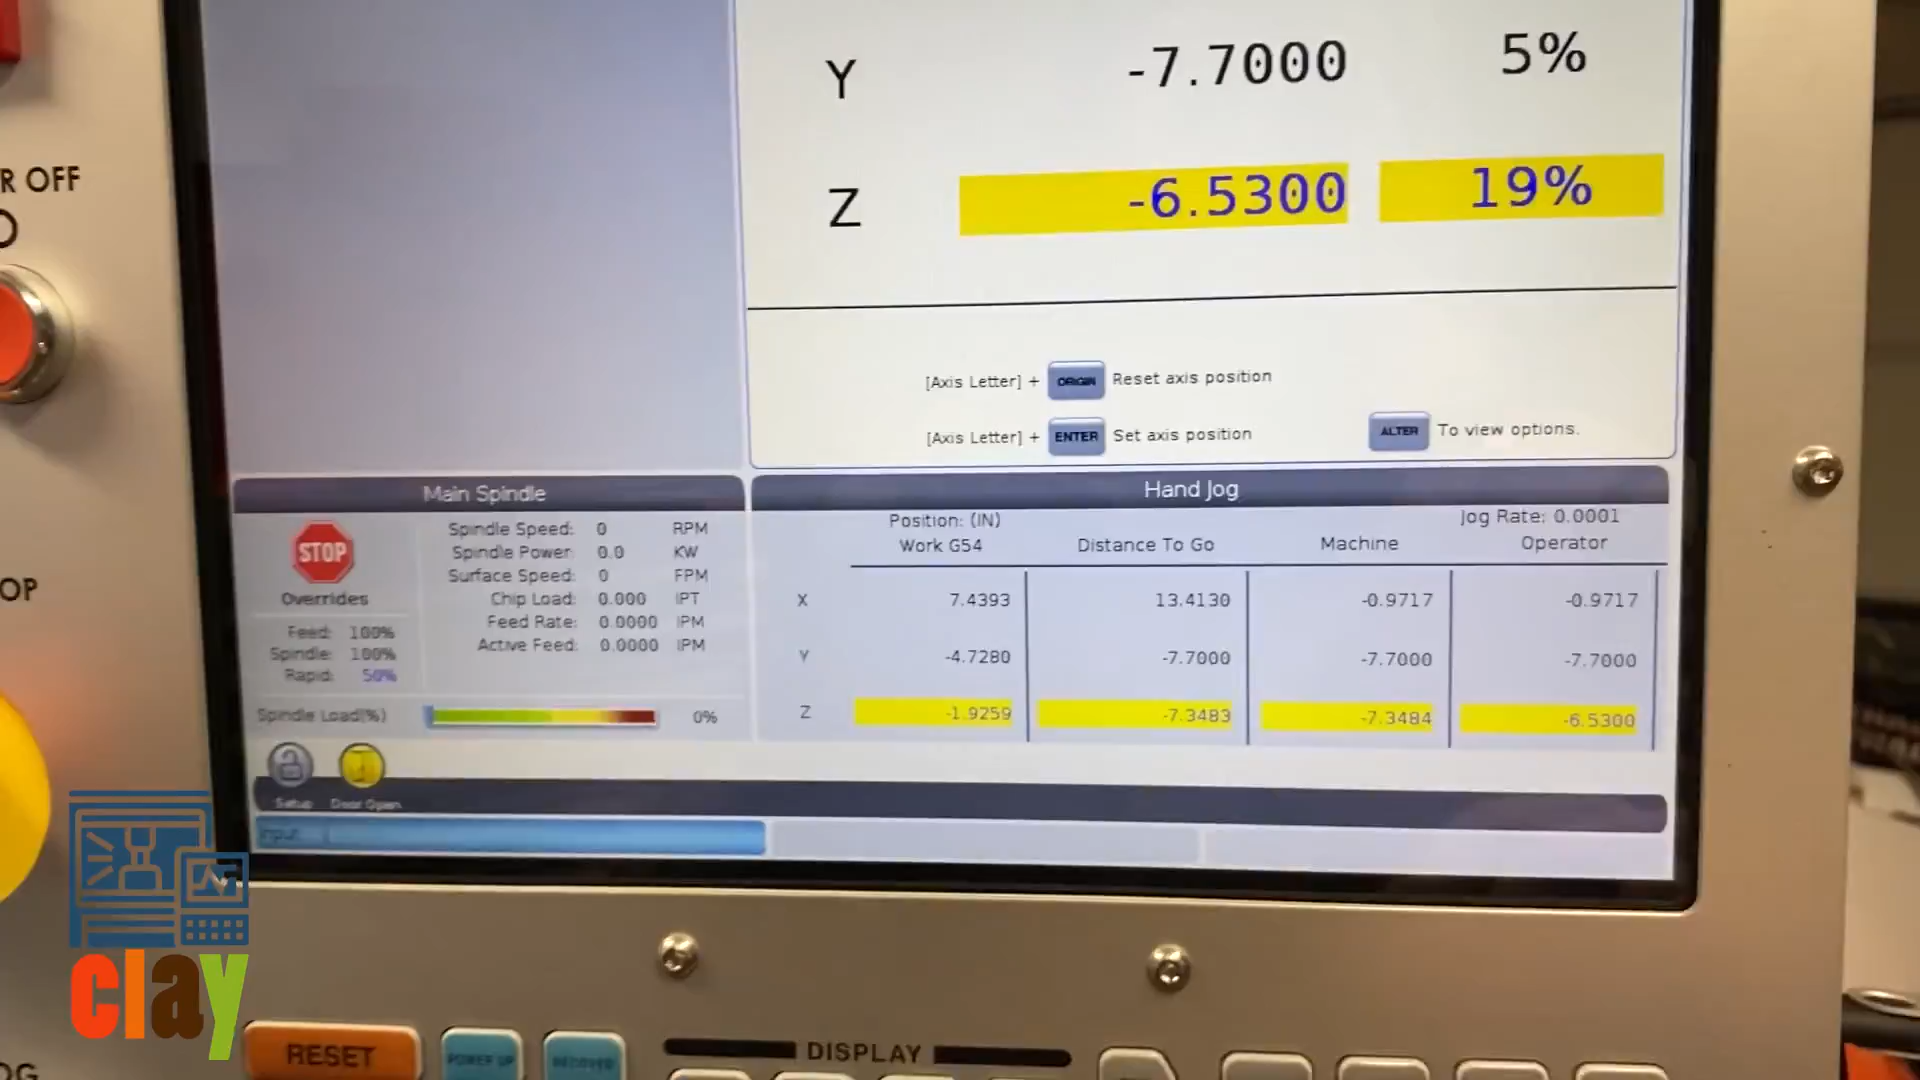 Y -7.7000 5%
Z -6.5300 19%
R OFF
[Axis Letter] + ORIGIN Reset axis position
[Axis Letter] + ENTER Set axis position ALTER To view options.
Main Spindle
STOP
Overrides
Feed: 100%
Spindle: 100%
Rapid: 50%
Spindle Speed: 0 RPM
Spindle Power: 0.0 KW
Surface Speed: 0 FPM
Chip Load: 0.000 IPT
Feed Rate: 0.0000 IPM
Active Feed: 0.0000 IPM
Spindle Load(%) 0%
Hand Jog
Position: (IN) Jog Rate: 0.0001
Work G54 Distance To Go Machine Operator
X 7.4393 13.4130 -0.9717 -0.9717
Y -4.7280 -7.7000 -7.7000 -7.7000
Z -1.9259 -7.3483 -7.3484 -6.5300
OP
Setup Door Open
Input
clay
RESET POWER UP RECOVER DISPLAY
OG